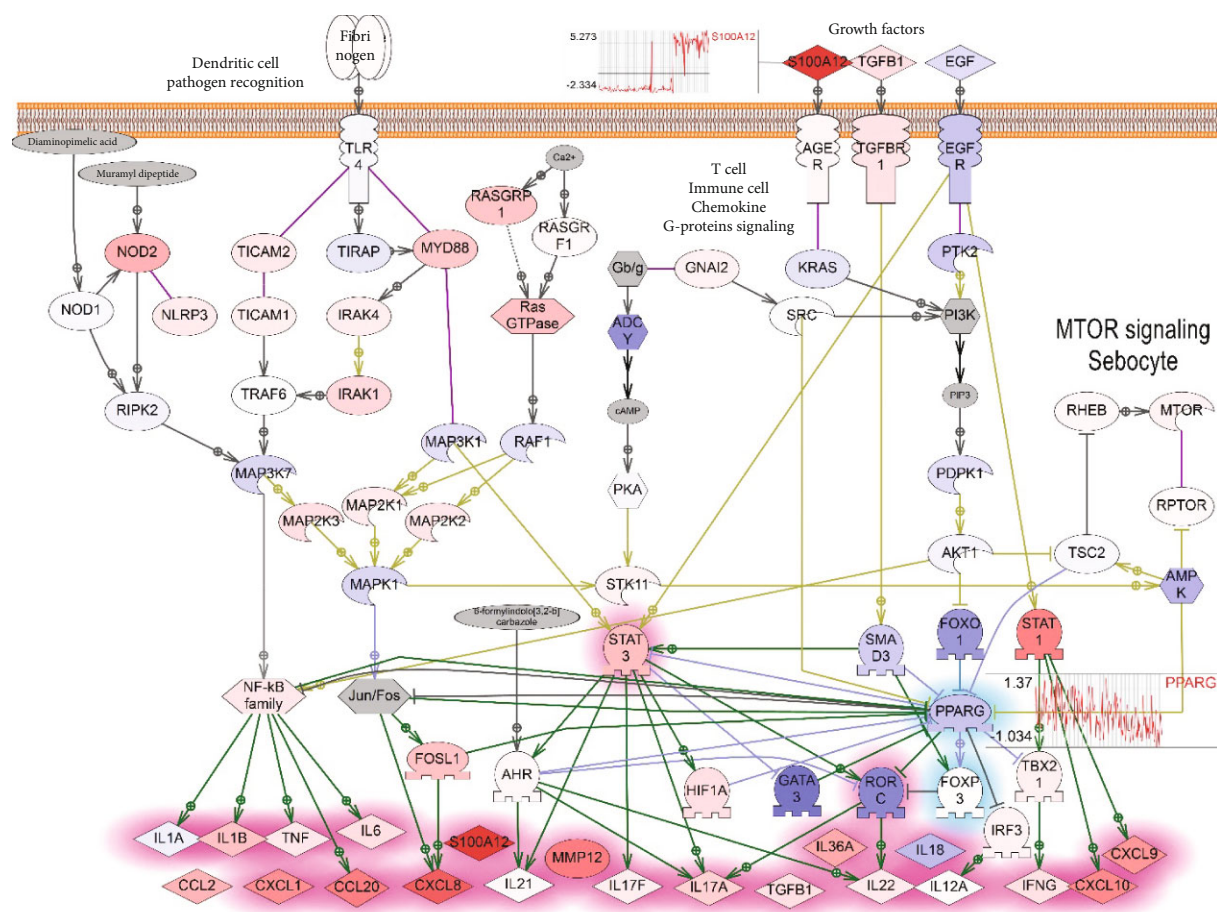 Fibri
nogen
5.273
S100A12
-2.334
Growth factors
S100A12
TGFB1
EGF
Dendritic cell
pathogen recognition
Diaminopimelic acid
Muramyl dipeptide
TLR
4
Ca2+
AGE
R
TGFBR
1
EGF
R
T cell
Immune cell
Chemokine
G-proteins signaling
RASGRP
1
RASGR
F1
NOD2
TICAM2
TIRAP
MYD88
Gb/g
GNAI2
KRAS
PTK2
NOD1
NLRP3
TICAM1
IRAK4
Ras
GTPase
ADC
Y
SRC
PI3K
MTOR signaling
Sebocyte
RIPK2
TRAF6
IRAK1
cAMP
PIP3
RHEB
MTOR
MAP3K1
RAF1
MAP3K7
PKA
PDPK1
RPTOR
MAP2K3
MAP2K1
MAP2K2
AKT1
TSC2
MAPK1
STK11
AMP
K
6-formylindolo[3,2-b]
carbazole
STAT
3
SMA
D3
FOXO
1
STAT
1
NF-kB
family
Jun/Fos
PPARG
1.37
PPARG
-1.034
FOSL1
AHR
HIF1A
GATA
3
ROR
C
FOXP
3
TBX2
1
IRF3
IL1A
IL1B
TNF
IL6
S100A12
MMP12
IL36A
IL18
CXCL9
CCL2
CXCL1
CCL20
CXCL8
IL21
IL17F
IL17A
TGFB1
IL22
IL12A
IFNG
CXCL10